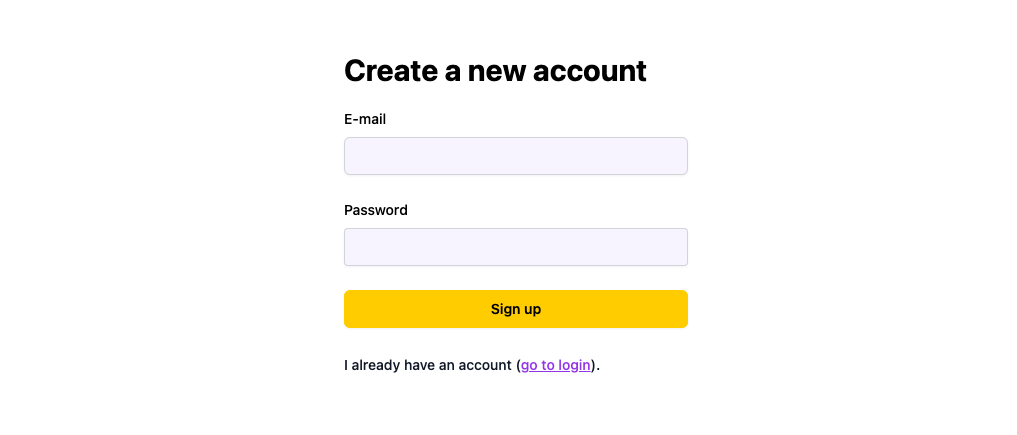 Create a new account
E-mail
Password
Sign up
I already have an account (go to login).